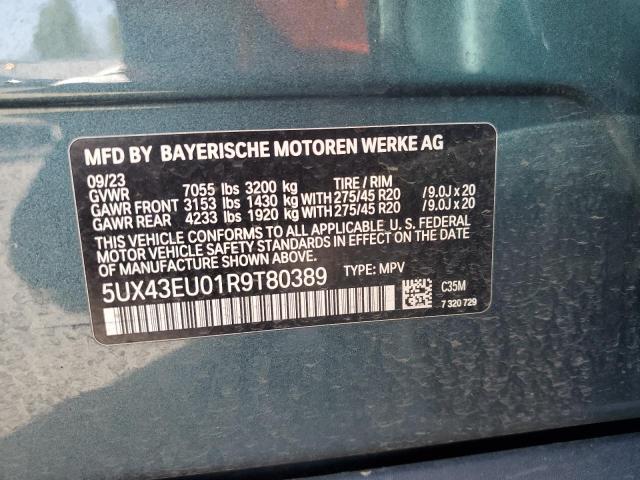 MFD BY BAYERISCHE MOTOREN WERKE AG
09/23
GVWR 7055 lbs 3200 kg TIRE / RIM
GAWR FRONT 3153 lbs 1430 kg WITH 275/45 R20 /9.0J x 20
GAWR REAR 4233 lbs 1920 kg WITH 275/45 R20 /9.0J x 20
THIS VEHICLE CONFORMS TO ALL APPLICABLE U. S. FEDERAL
MOTOR VEHICLE SAFETY STANDARDS IN EFFECT ON THE DATE
OF MANUFACTURE SHOWN ABOVE.
5UX43EU01R9T80389 TYPE: MPV
C35M
7 320 729